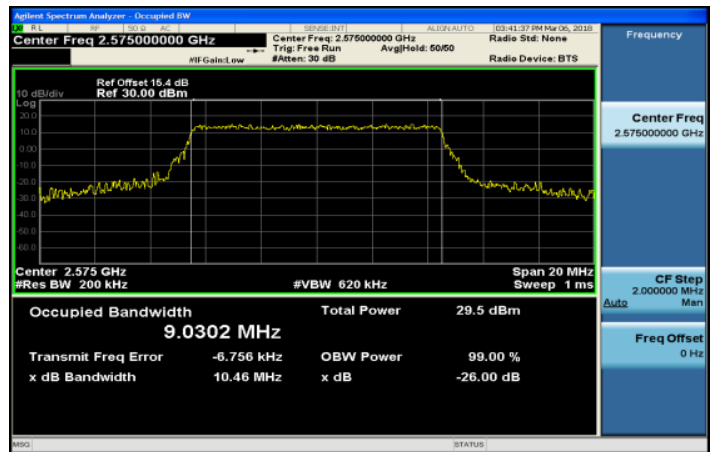 Agilent Spectrum Analyzer - Occupied BW
RL RF 50 Ω AC SENSE:INT ALIGN AUTO 03:41:37 PM Mar 06, 2018
Center Freq 2.575000000 GHz
Center Freq: 2.575000000 GHz
Radio Std: None
Trig: Free Run Avg|Hold: 50/50
#IFGain:Low
#Atten: 30 dB
Radio Device: BTS
Frequency
Ref Offset 15.4 dB
10 dB/div Ref 30.00 dBm
Log
20.0
10.0
0.00
-10.0
-20.0
-30.0
-40.0
-50.0
-60.0
Center Freq
2.575000000 GHz
Center 2.575 GHz
Span 20 MHz
#Res BW 200 kHz
#VBW 620 kHz
Sweep 1 ms
CF Step
2.000000 MHz
Auto Man
Occupied Bandwidth
Total Power 29.5 dBm
9.0302 MHz
Transmit Freq Error -6.756 kHz
OBW Power 99.00 %
x dB Bandwidth 10.46 MHz
x dB -26.00 dB
Freq Offset
0 Hz
MSG
STATUS